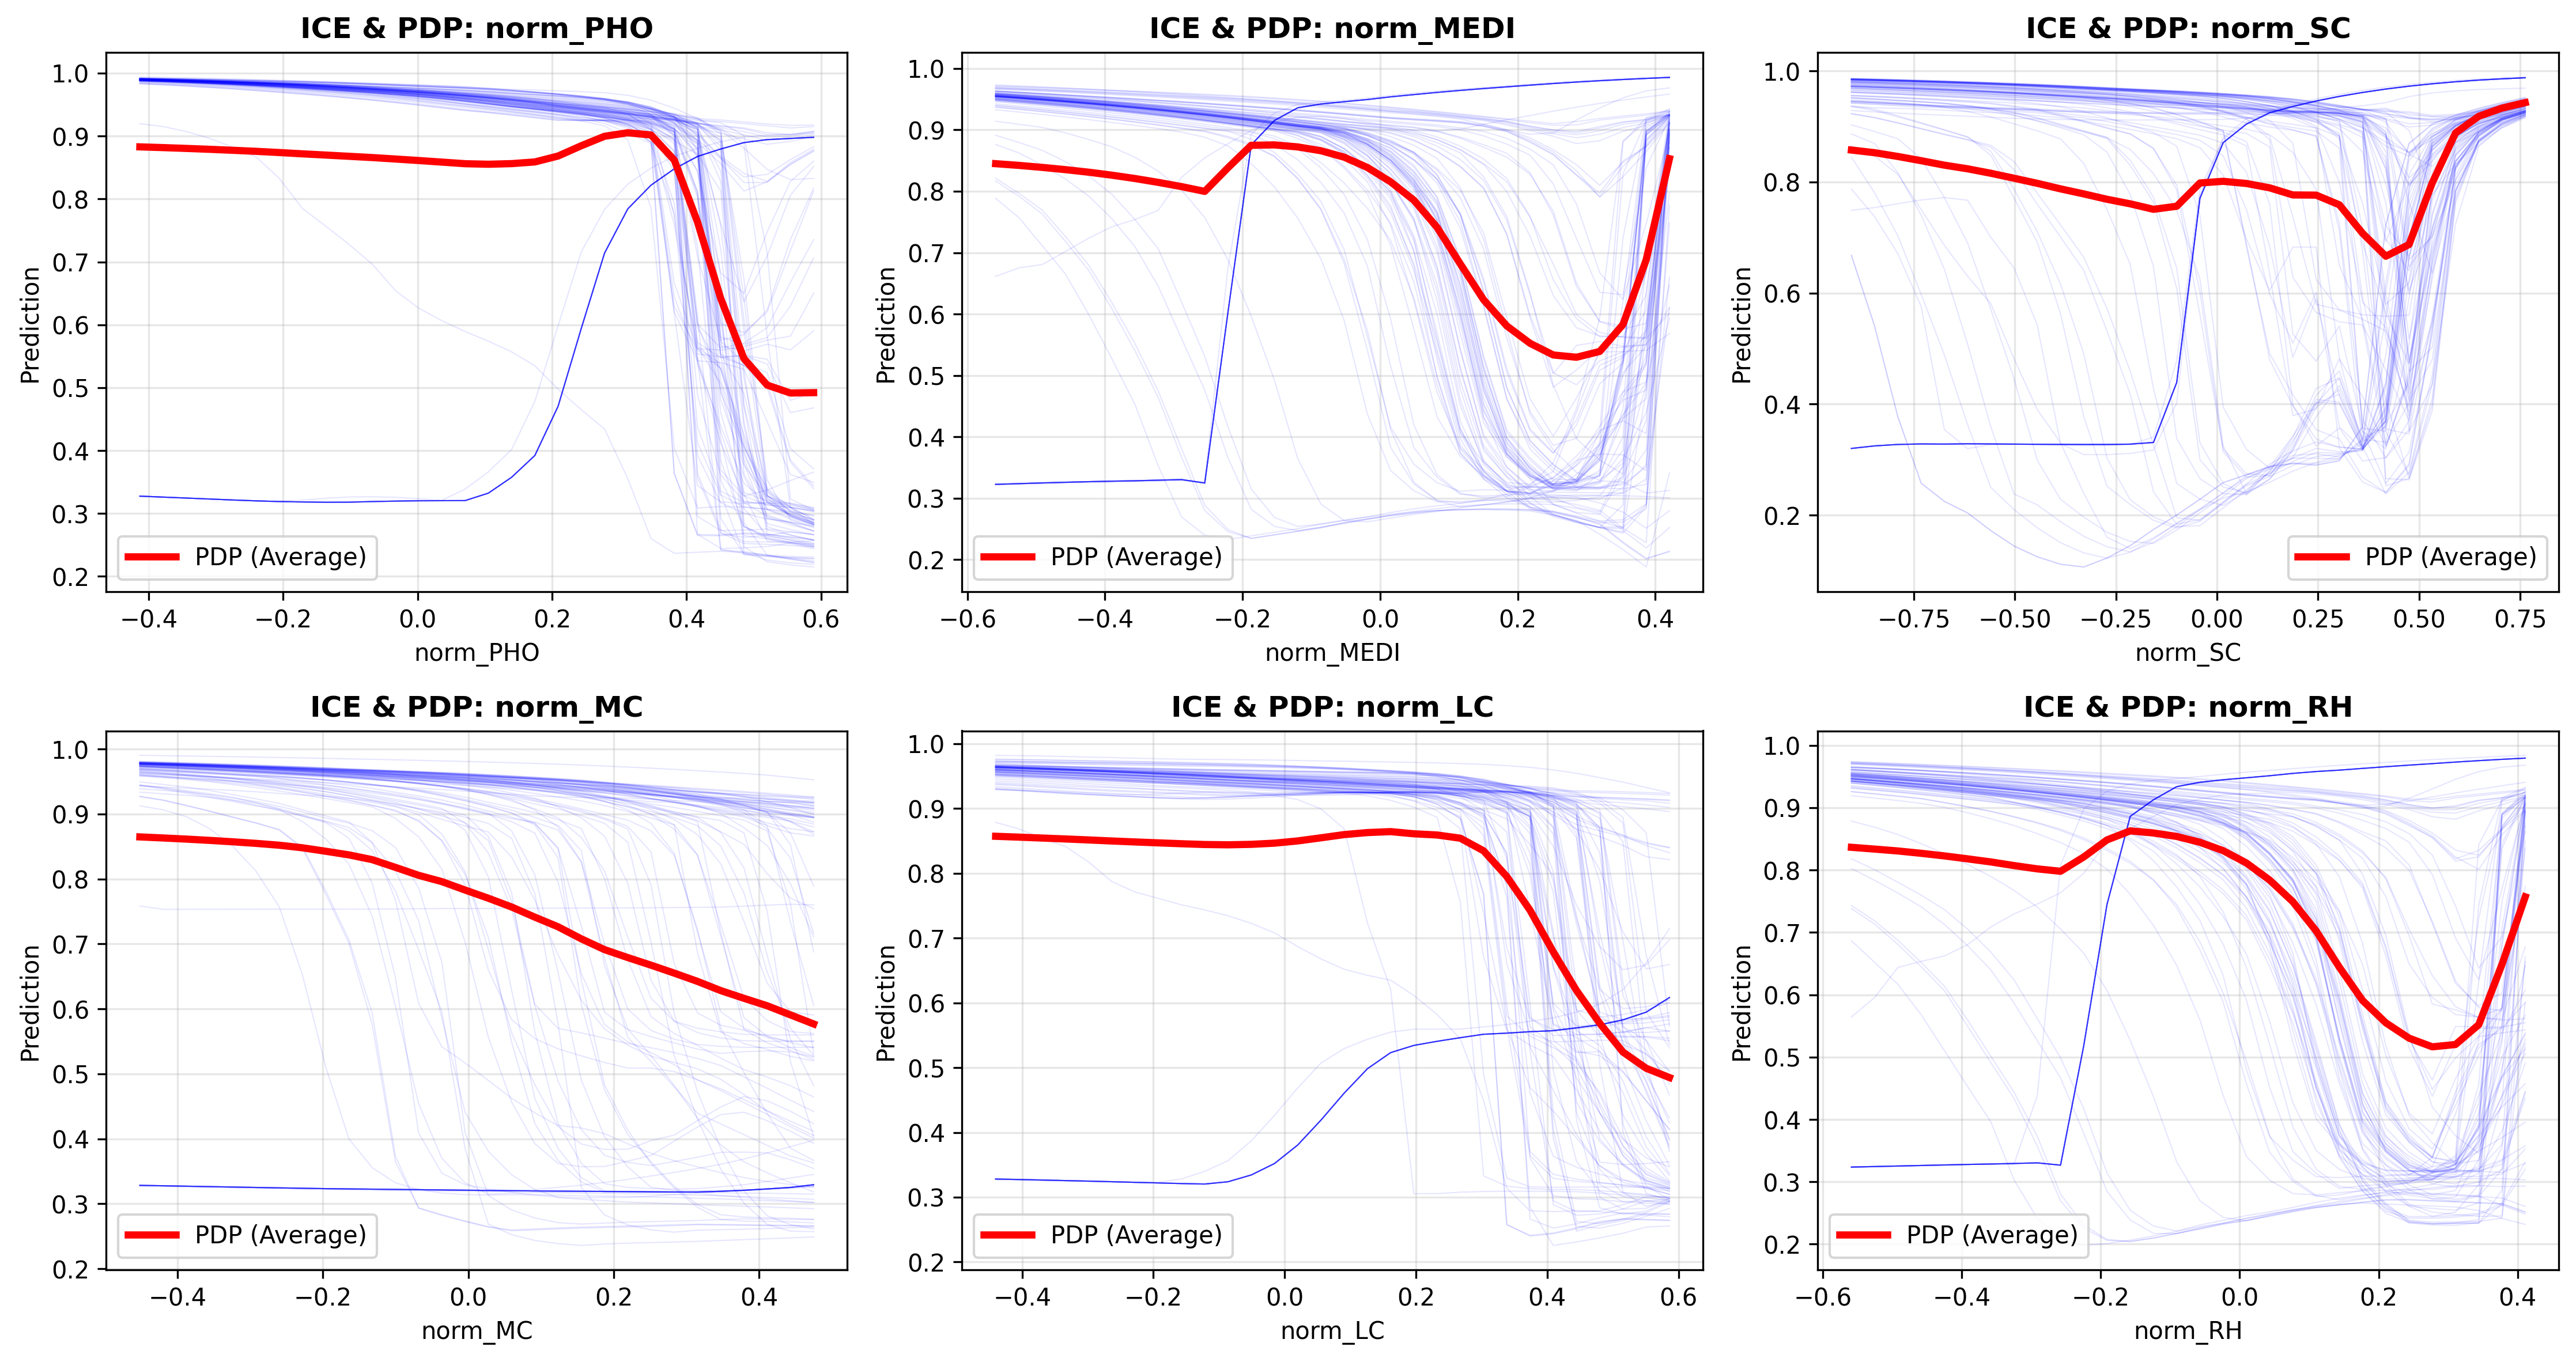 ICE & PDP: norm_PHO
1.0
0.9
0.8
0.7
0.6
0.5
0.4
0.3
0.2
Prediction
PDP (Average)
−0.4 −0.2 0.0 0.2 0.4 0.6
norm_PHO
ICE & PDP: norm_MEDI
1.0
0.9
0.8
0.7
0.6
0.5
0.4
0.3
0.2
Prediction
PDP (Average)
−0.6 −0.4 −0.2 0.0 0.2 0.4
norm_MEDI
ICE & PDP: norm_SC
1.0
0.8
0.6
0.4
0.2
Prediction
PDP (Average)
−0.75 −0.50 −0.25 0.00 0.25 0.50 0.75
norm_SC
ICE & PDP: norm_MC
1.0
0.9
0.8
0.7
0.6
0.5
0.4
0.3
0.2
Prediction
PDP (Average)
−0.4 −0.2 0.0 0.2 0.4
norm_MC
ICE & PDP: norm_LC
1.0
0.9
0.8
0.7
0.6
0.5
0.4
0.3
0.2
Prediction
PDP (Average)
−0.4 −0.2 0.0 0.2 0.4 0.6
norm_LC
ICE & PDP: norm_RH
1.0
0.9
0.8
0.7
0.6
0.5
0.4
0.3
0.2
Prediction
PDP (Average)
−0.6 −0.4 −0.2 0.0 0.2 0.4
norm_RH